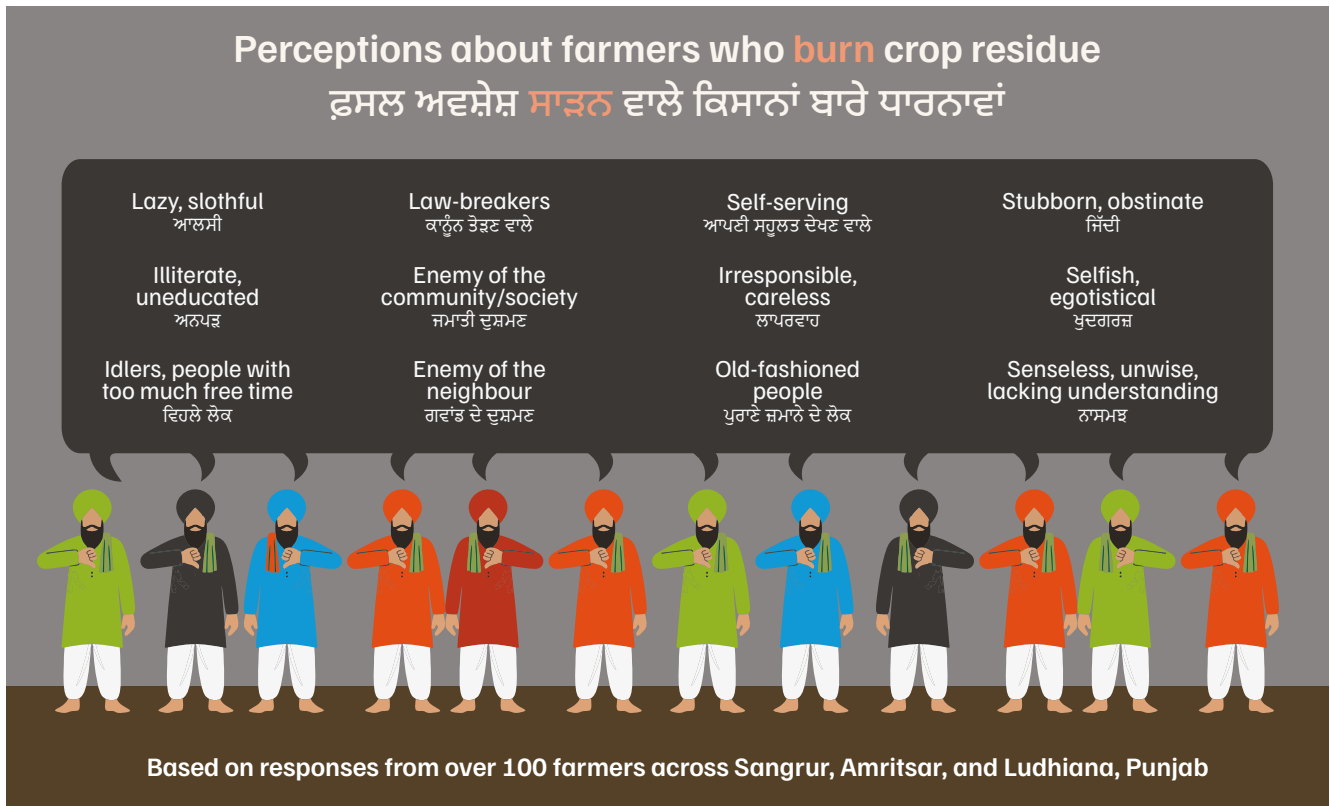 Perceptions about farmers who burn crop residue
ਫ਼ਸਲ ਅਵਸ਼ੇਸ਼ ਸਾੜਨ ਵਾਲੇ ਕਿਸਾਨਾਂ ਬਾਰੇ ਧਾਰਨਾਵਾਂ
Lazy, slothful
ਆਲਸੀ
Law-breakers
ਕਾਨੂੰਨ ਤੋੜਣ ਵਾਲੇ
Self-serving
ਆਪਣੀ ਸਹੂਲਤ ਦੇਖਣ ਵਾਲੇ
Stubborn, obstinate
ਜਿੱਦੀ
Illiterate,
uneducated
ਅਨਪੜ
Enemy of the
community/society
ਜਮਾਤੀ ਦੁਸ਼ਮਣ
Irresponsible,
careless
ਲਾਪਰਵਾਹ
Selfish,
egotistical
ਖੁਦਗਰਜ਼
Idlers, people with
too much free time
ਵਿਹਲੇ ਲੋਕ
Enemy of the
neighbour
ਗਵਾਂਡ ਦੇ ਦੁਸ਼ਮਣ
Old-fashioned
people
ਪੁਰਾਣੇ ਜ਼ਮਾਨੇ ਦੇ ਲੋਕ
Senseless, unwise,
lacking understanding
ਨਾਸਮਝ
Based on responses from over 100 farmers across Sangrur, Amritsar, and Ludhiana, Punjab